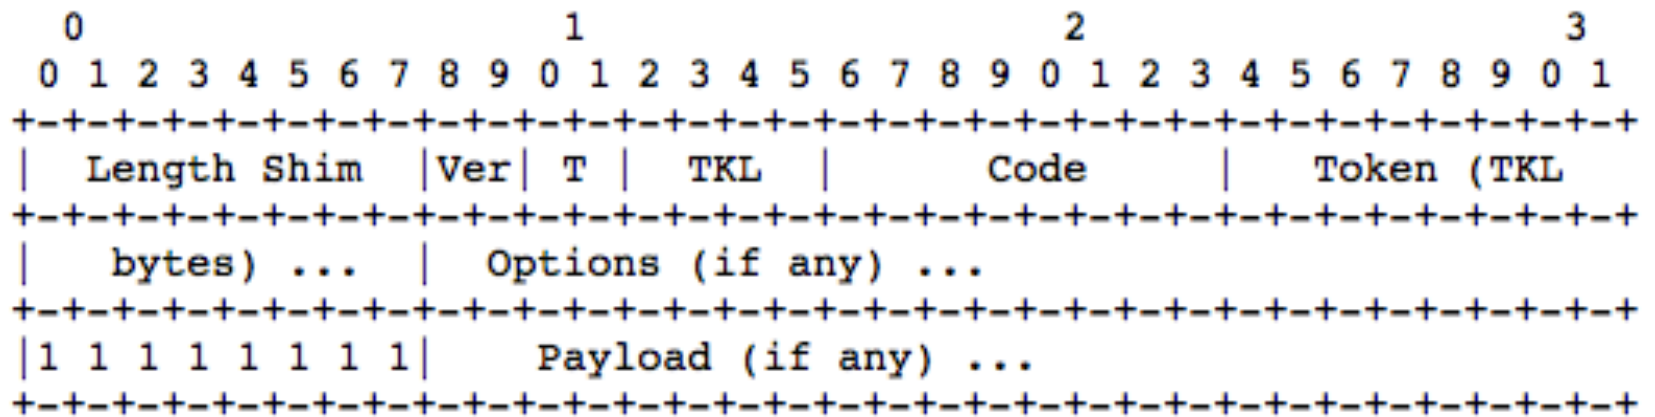 0                   1                   2                   3
 0 1 2 3 4 5 6 7 8 9 0 1 2 3 4 5 6 7 8 9 0 1 2 3 4 5 6 7 8 9 0 1
+-+-+-+-+-+-+-+-+-+-+-+-+-+-+-+-+-+-+-+-+-+-+-+-+-+-+-+-+-+-+-+-+
|  Length Shim  |Ver| T |  TKL  |      Code     |   Token (TKL
+-+-+-+-+-+-+-+-+-+-+-+-+-+-+-+-+-+-+-+-+-+-+-+-+-+-+-+-+-+-+-+-+
|   bytes) ...  |  Options (if any) ...
+-+-+-+-+-+-+-+-+-+-+-+-+-+-+-+-+-+-+-+-+-+-+-+-+-+-+-+-+-+-+-+-+
|1 1 1 1 1 1 1 1|    Payload (if any) ...
+-+-+-+-+-+-+-+-+-+-+-+-+-+-+-+-+-+-+-+-+-+-+-+-+-+-+-+-+-+-+-+-+